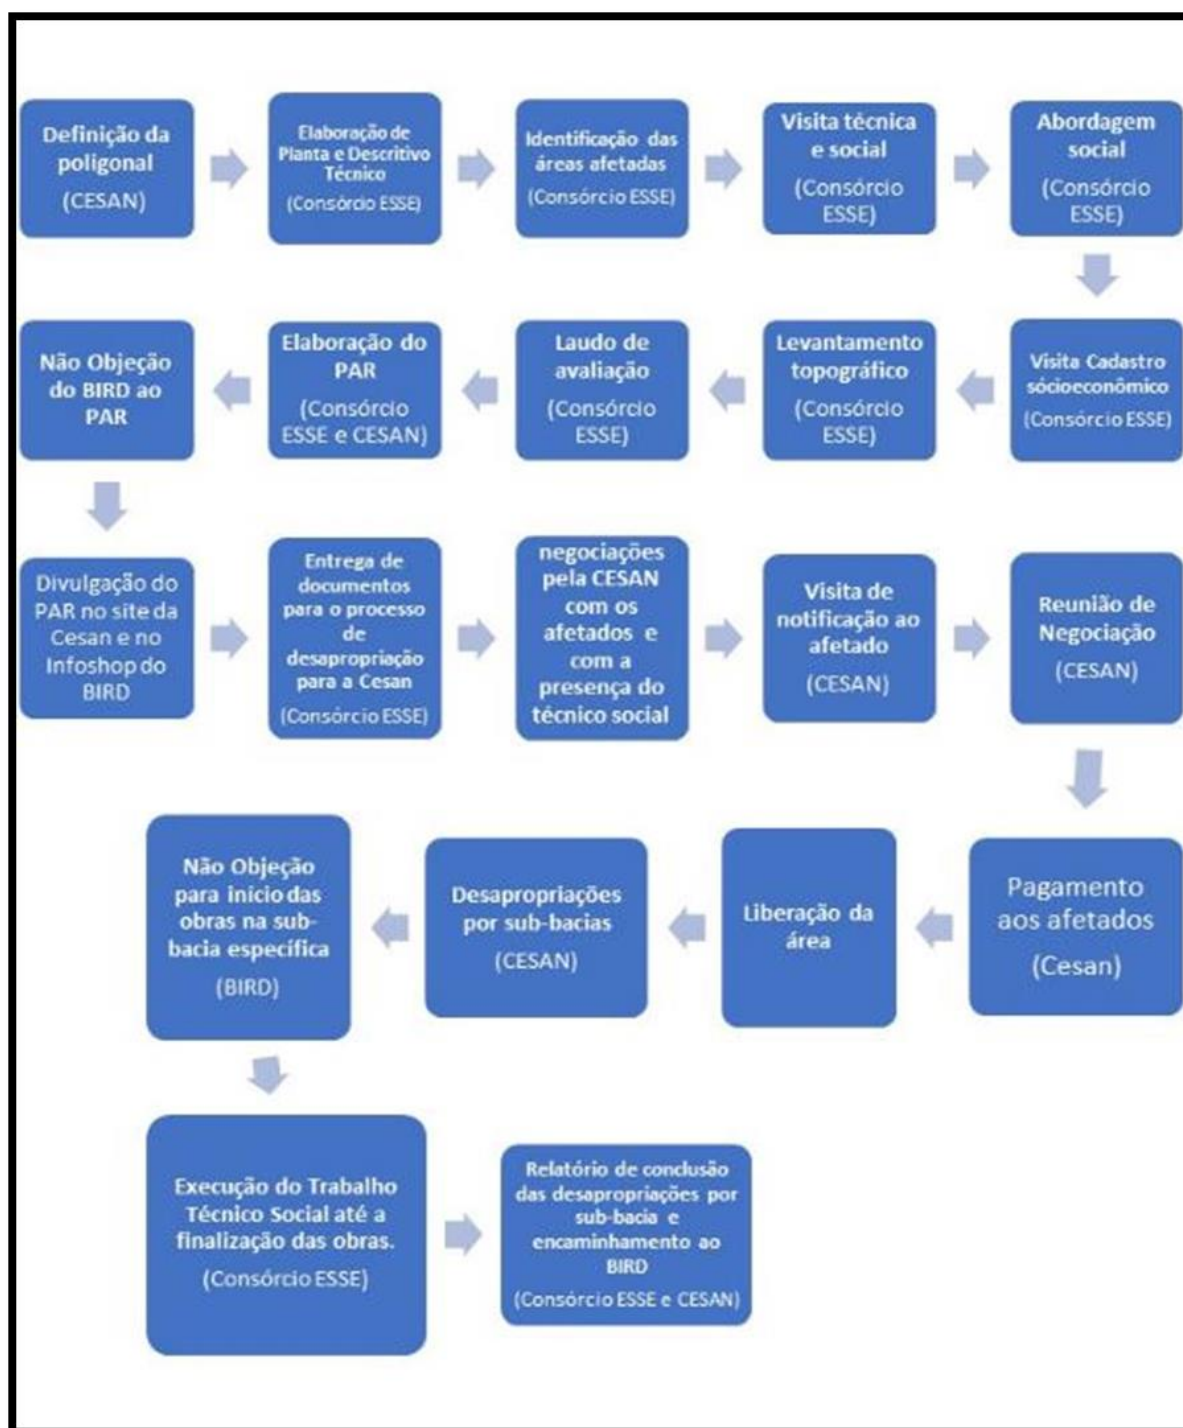 Definição da
poligonal
(CESAN)
Elaboração de
Planta e Descritivo
Técnico
(Consórcio ESSE)
Identificação das
áreas afetadas
(Consórcio ESSE)
Visita técnica
e social
(Consórcio
ESSE)
Abordagem
social
(Consórcio
ESSE)
Visita Cadastro
sócioeconômico
(Consórcio ESSE)
Levantamento
topográfico
(Consórcio
ESSE)
Laudo de
avaliação
(Consórcio
ESSE)
Elaboração do
PAR
(Consórcio
ESSE e CESAN)
Não Objeção
do BIRD ao
PAR
Divulgação do
PAR no site da
Cesan e no
Infoshop do
BIRD
Entrega de
documentos
para o processo
de
desapropriação
para a Cesan
(Consórcio ESSE)
negociações
pela CESAN
com os
afetados e
com a
presença do
técnico social
Visita de
notificação ao
afetado
(CESAN)
Reunião de
Negociação
(CESAN)
Pagamento
aos afetados
(Cesan)
Liberação da
área
Desapropriações
por sub-bacias
(CESAN)
Não Objeção
para início das
obras na sub-
bacia específica
(BIRD)
Execução do Trabalho
Técnico Social até a
finalização das obras.
(Consórcio ESSE)
Relatório de conclusão
das desapropriações por
sub-bacia e
encaminhamento ao
BIRD
(Consórcio ESSE e CESAN)